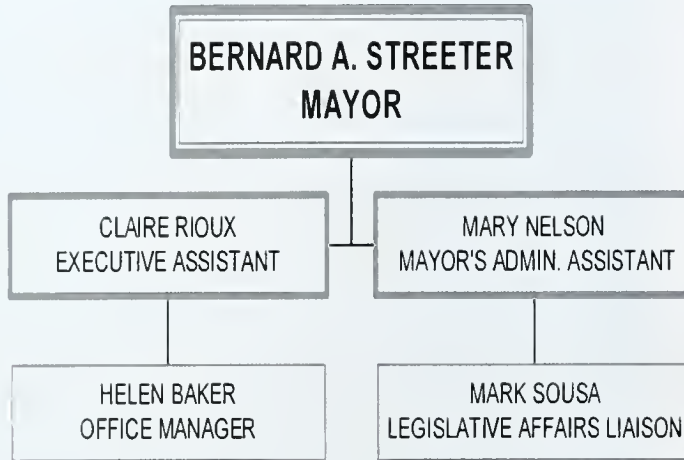 BERNARD A. STREETER
MAYOR
CLAIRE RIOUX
EXECUTIVE ASSISTANT
MARY NELSON
MAYOR'S ADMIN. ASSISTANT
HELEN BAKER
OFFICE MANAGER
MARK SOUSA
LEGISLATIVE AFFAIRS LIAISON